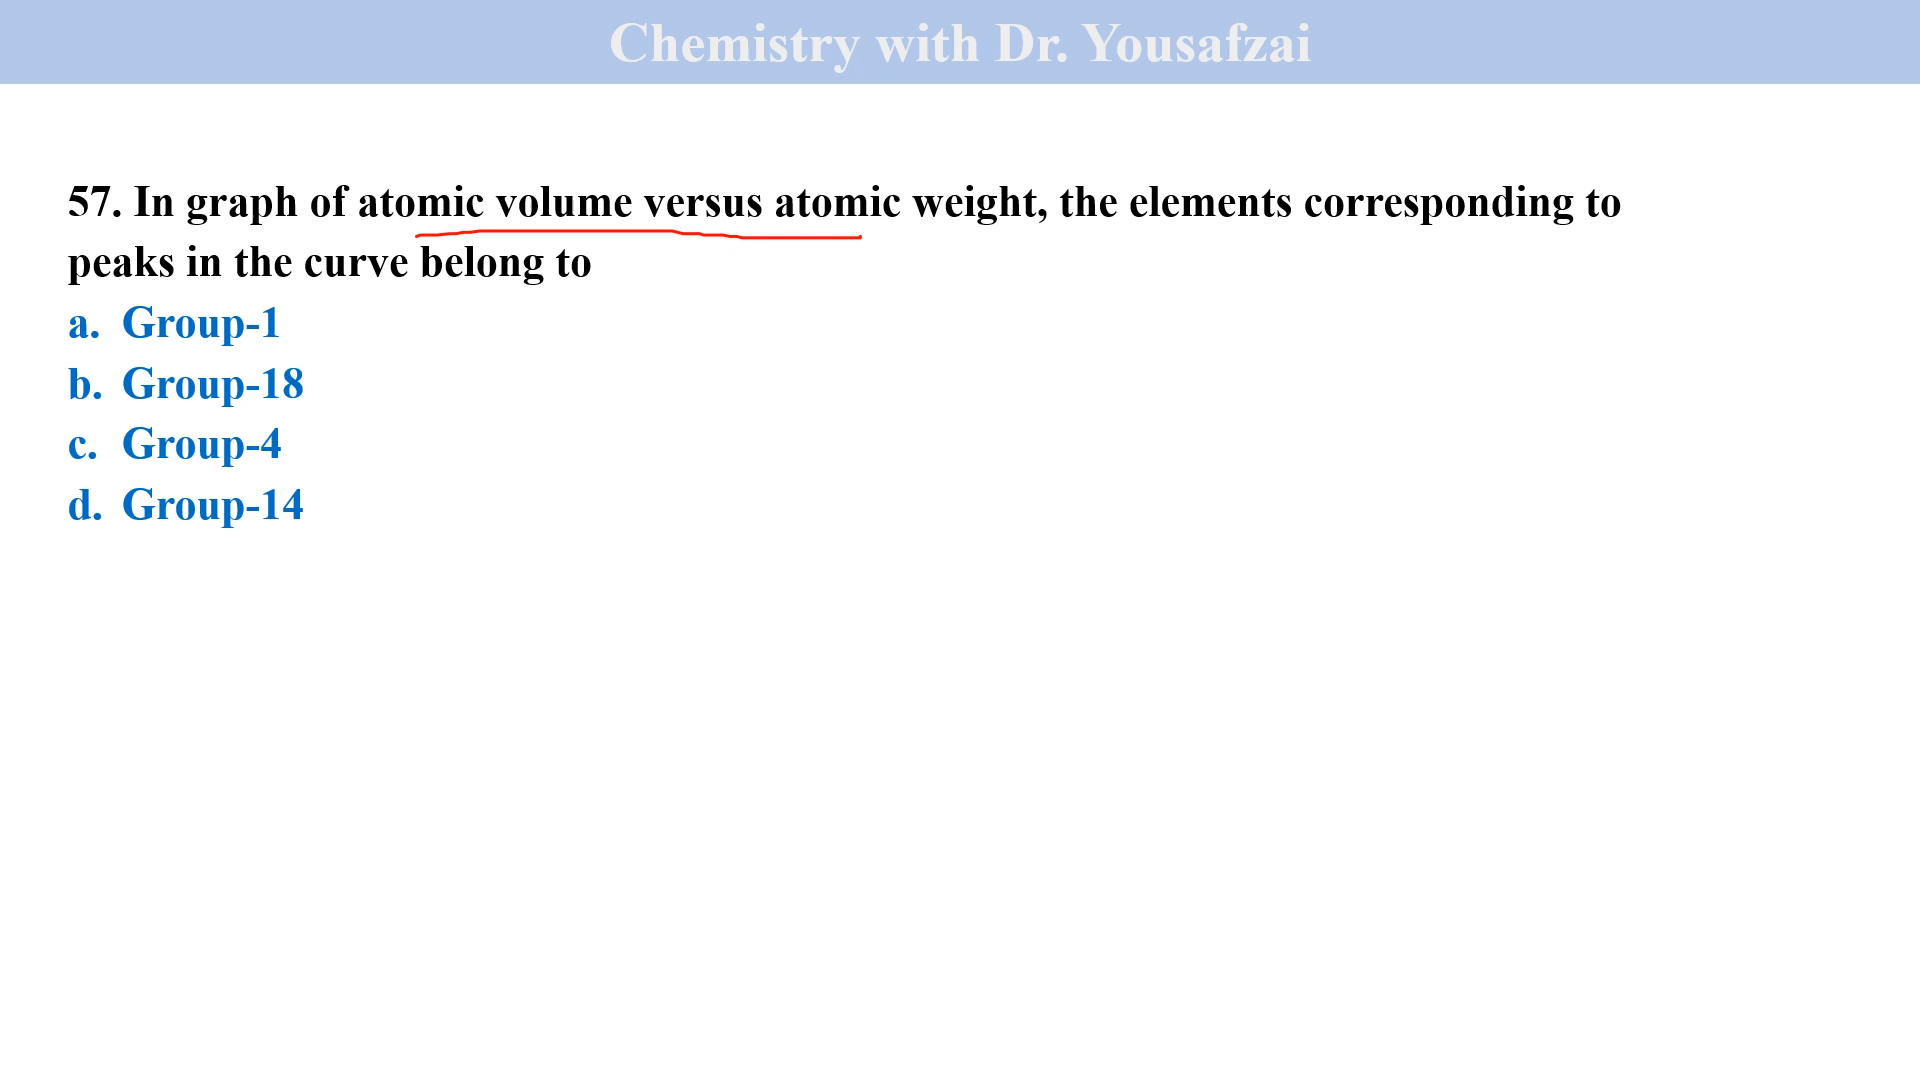 Chemistry with Dr. Yousafzai
57. In graph of atomic volume versus atomic weight, the elements corresponding to
peaks in the curve belong to
a. Group-1
b. Group-18
c. Group-4
d. Group-14